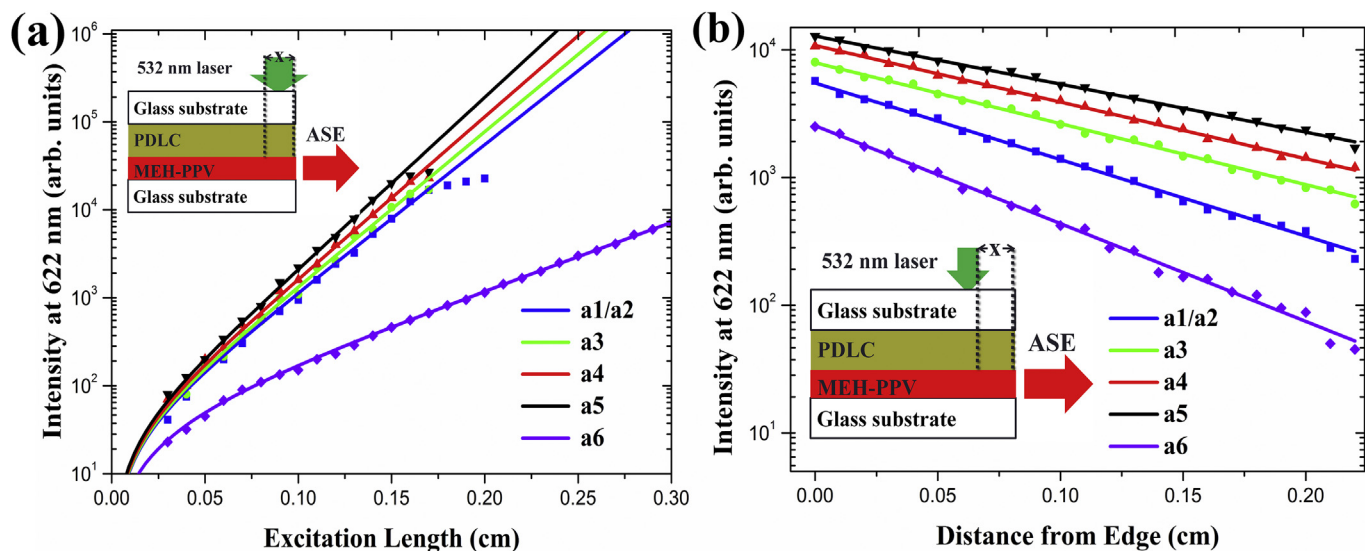 (a)
Intensity at 622 nm (arb. units)
10^6
10^5
10^4
10^3
10^2
10^1
x
532 nm laser
Glass substrate
PDLC
ASE
MEH-PPV
Glass substrate
a1/a2
a3
a4
a5
a6
0.00 0.05 0.10 0.15 0.20 0.25 0.30
Excitation Length (cm)
(b)
Intensity at 622 nm (arb. units)
10^4
10^3
10^2
10^1
x
532 nm laser
Glass substrate
PDLC
ASE
MEH-PPV
Glass substrate
a1/a2
a3
a4
a5
a6
0.00 0.05 0.10 0.15 0.20
Distance from Edge (cm)